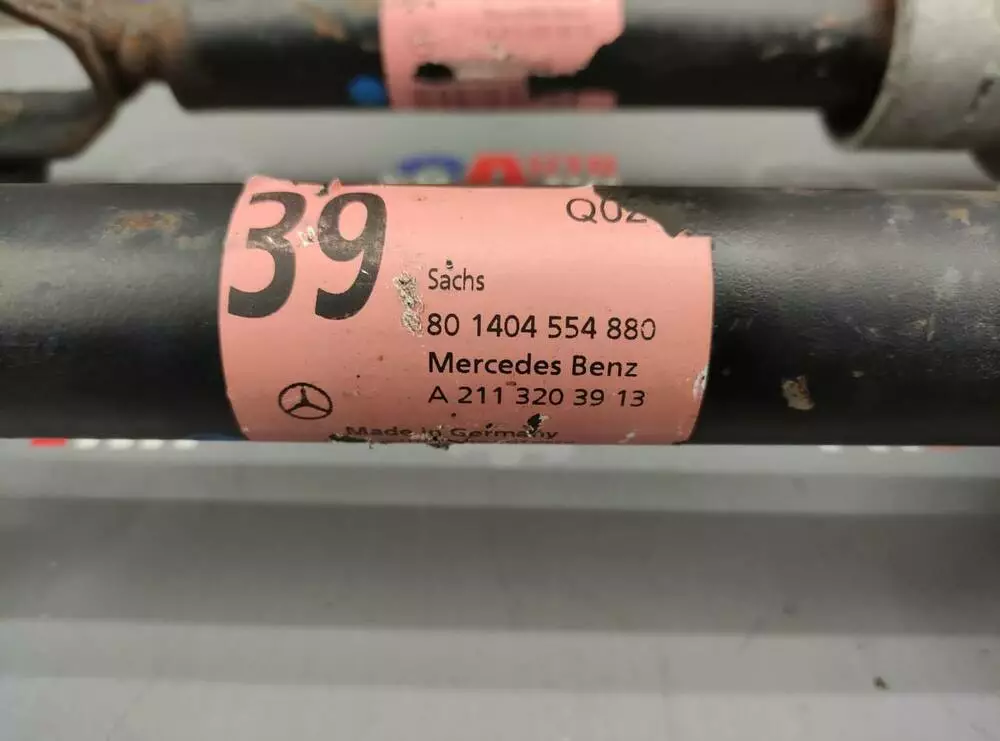 39
Q02
Sachs
80 1404 554 880
Mercedes Benz
A 211 320 39 13
Made in Germany